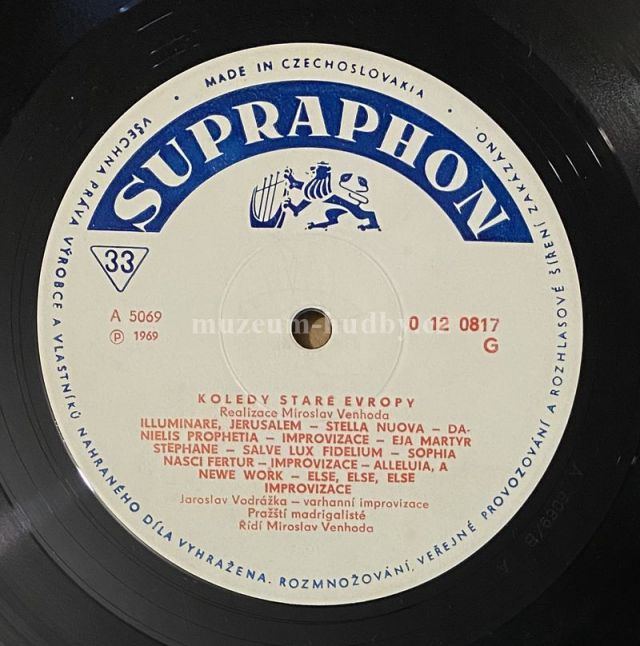 MADE IN CZECHOSLOVAKIA
SUPRAPHON
33
A 5069
Ⓟ 1969
0 12 0817
G
muzeum-hudby.cz
KOLEDY STARÉ EVROPY
Realizace Miroslav Venhoda
ILLUMINARE, JERUSALEM – STELLA NUOVA – DA-
NIELIS PROPHETIA – IMPROVIZACE – EJA MARTYR
STEPHANE – SALVE LUX FIDELIUM – SOPHIA
NASCI FERTUR – IMPROVIZACE – ALLELUIA, A
NEWE WORK – ELSE, ELSE, ELSE
IMPROVIZACE
Jaroslav Vodrážka – varhanní improvizace
Pražští madrigalisté
Řídí Miroslav Venhoda
VŠECHNA PRÁVA VÝROBCE A VLASTNÍKŮ NAHRANÉHO DÍLA VYHRAŽENA. ROZMNOŽOVÁNÍ, VEŘEJNÉ PROVOZOVÁNÍ A ROZHLASOVÉ ŠÍŘENÍ ZAKÁZÁNO.